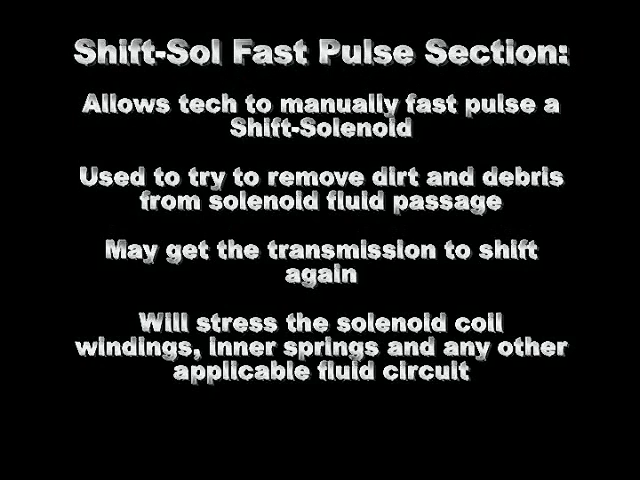 Shift-Sol Fast Pulse Section:
Allows tech to manually fast pulse a
Shift-Solenoid
Used to try to remove dirt and debris
from solenoid fluid passage
May get the transmission to shift
again
Will stress the solenoid coil
windings, inner springs and any other
applicable fluid circuit